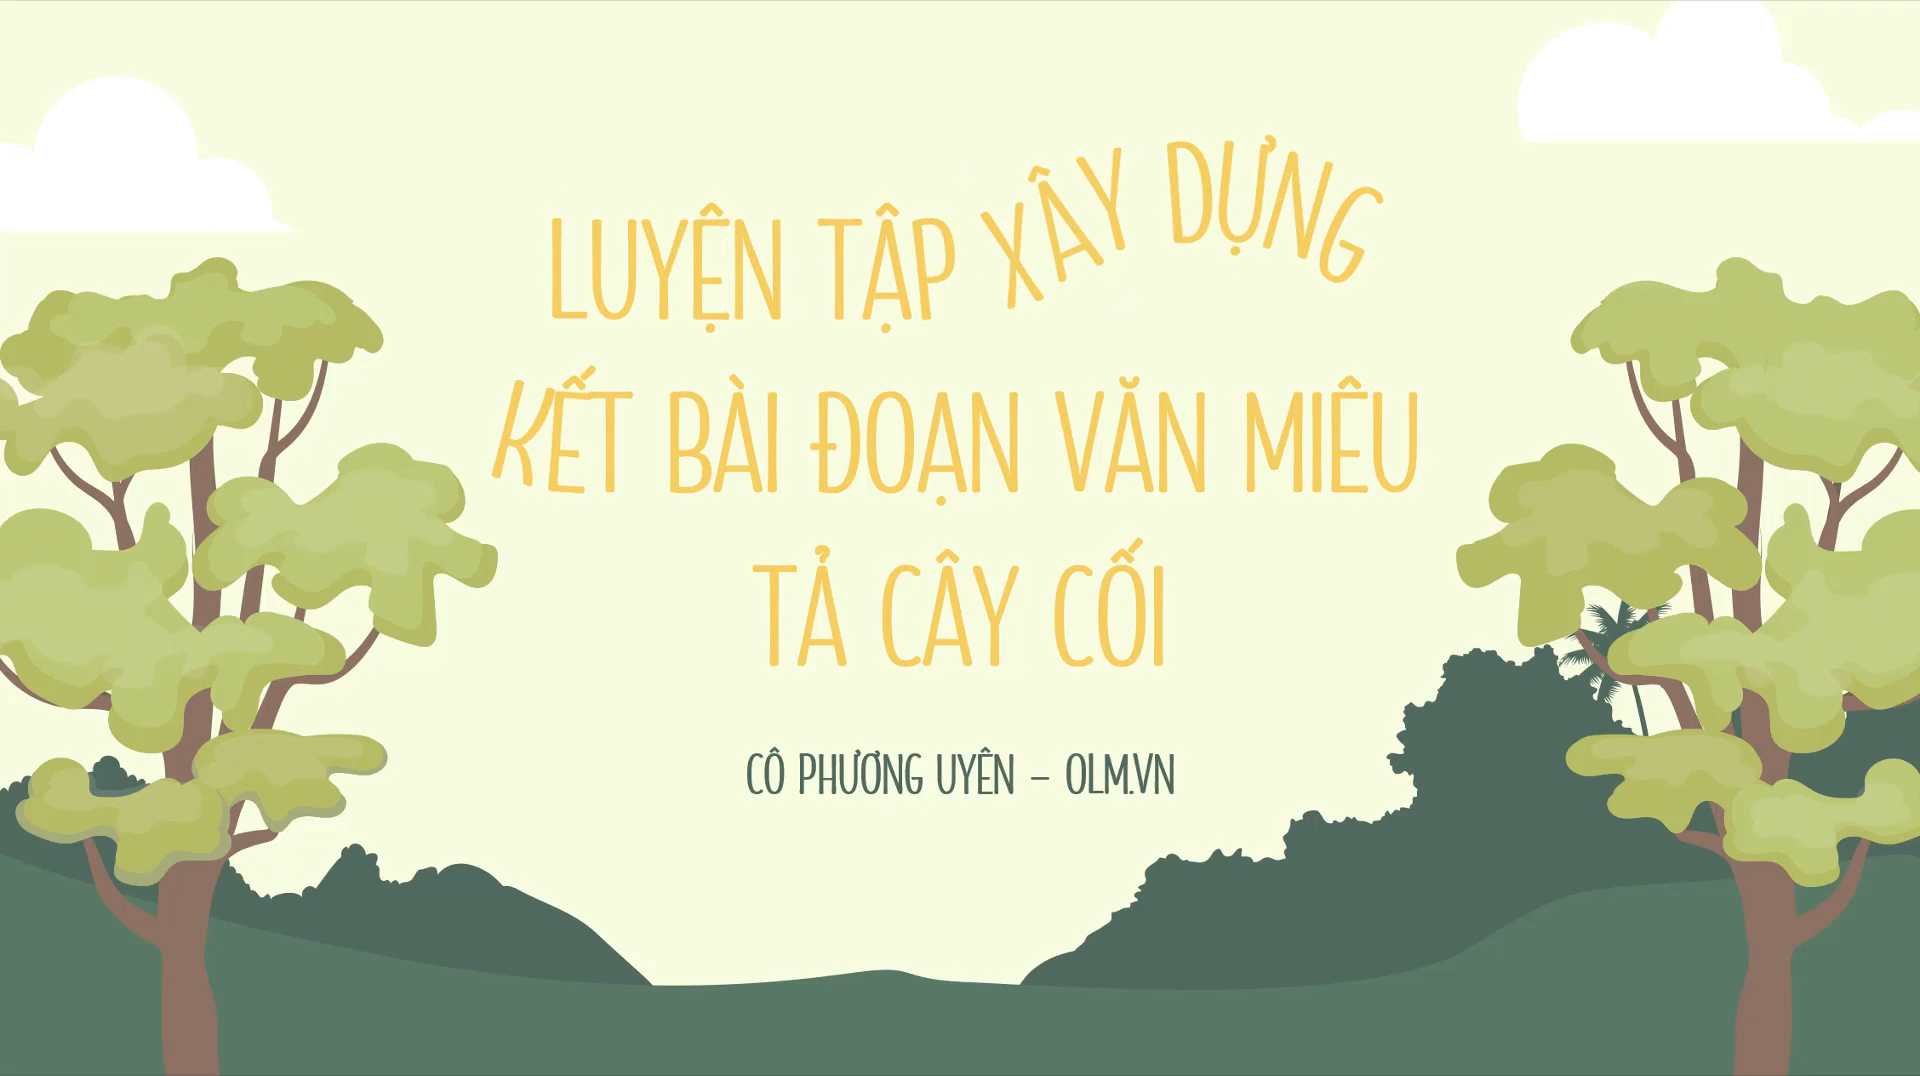 LUYỆN TẬP XÂY DỰNG
KẾT BÀI ĐOẠN VĂN MIÊU
TẢ CÂY CỐI
CÔ PHƯƠNG UYÊN – OLM.VN